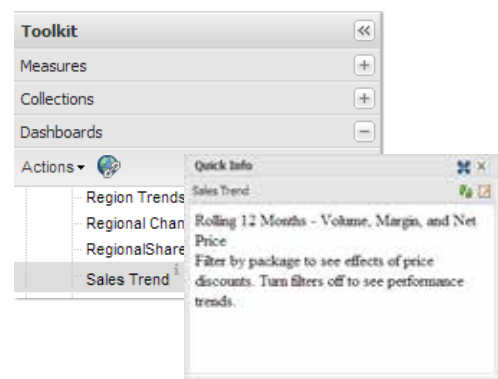 Toolkit
Measures
Collections
Dashboards
Actions
Region Trends
Regional Chan
RegionalShare
Sales Trend i
Quick Info
Sales Trend
Rolling 12 Months - Volume, Margin, and Net
Price
Filter by package to see effects of price
discounts. Turn filters off to see performance
trends.